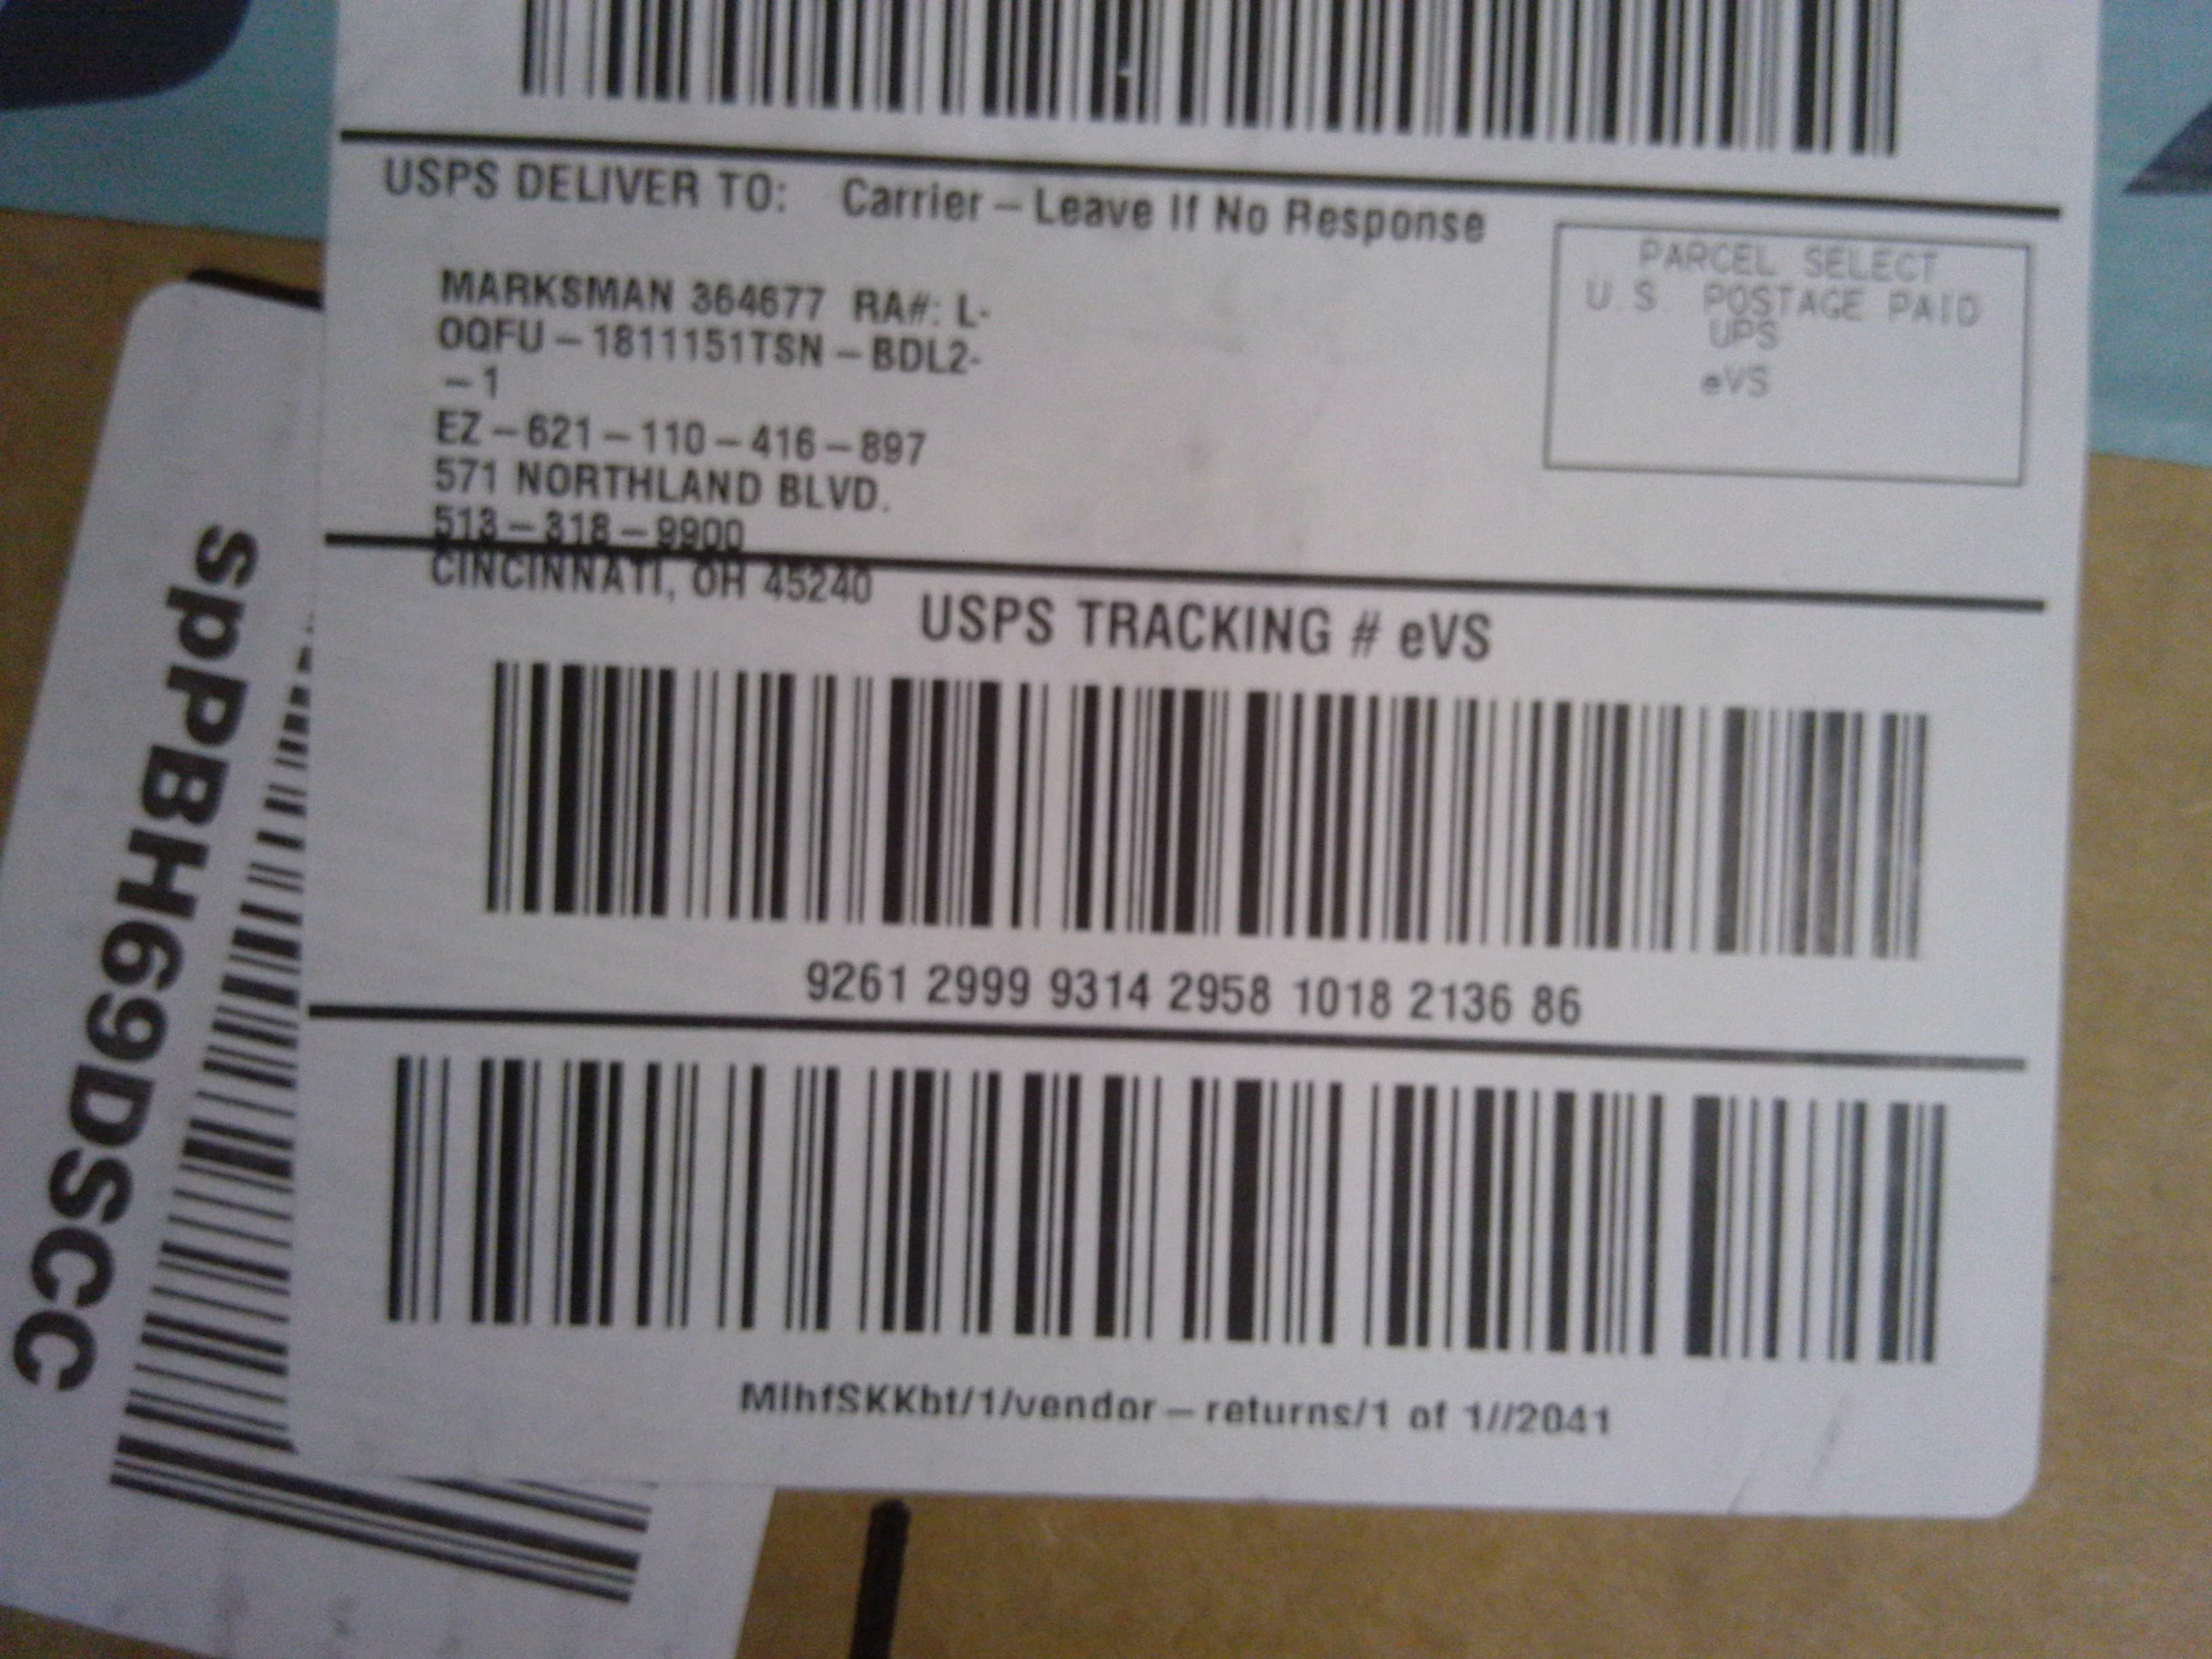 USPS DELIVER TO: Carrier – Leave If No Response
PARCEL SELECT
U.S. POSTAGE PAID
UPS
eVS
MARKSMAN 364677 RA#: L-
0QFU – 1811151TSN – BDL2-
– 1
EZ – 621 – 110 – 416 – 897
571 NORTHLAND BLVD.
513 – 318 – 9900
CINCINNATI, OH 45240
USPS TRACKING # eVS
9261 2999 9314 2958 1018 2136 86
MlhfSKKbt/1/vendor – returns/1 of 1//2041
spPBH69DSCC